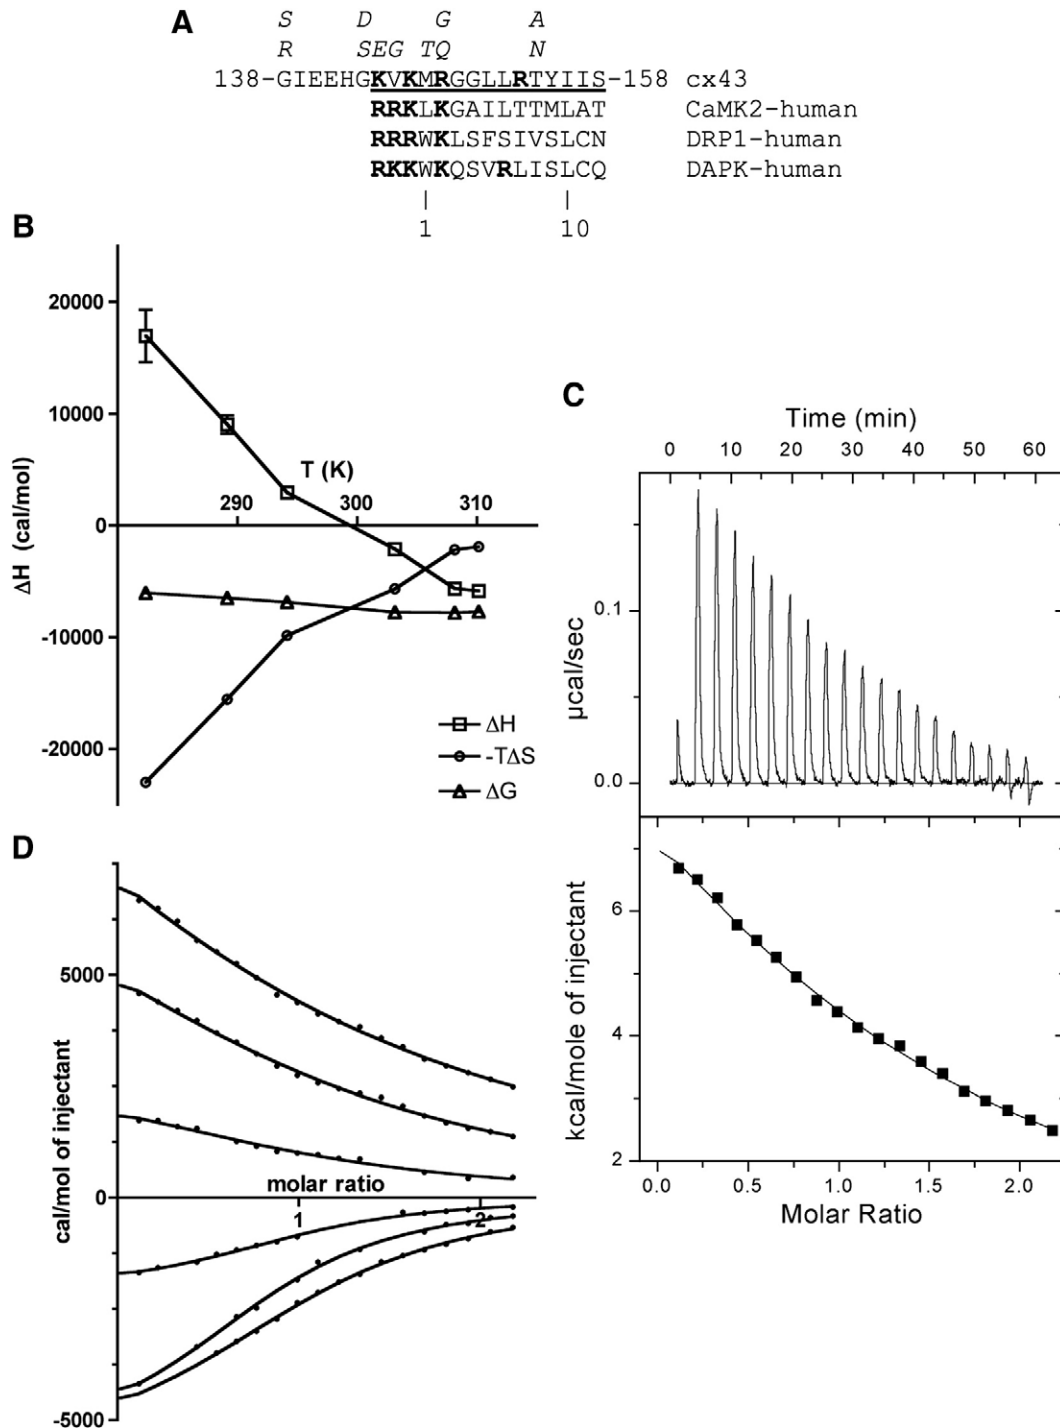 A
S D G A
R SEG TQ N
138-GIEEHGKVKMRGGLLRTYIIS-158 cx43
RRKLKGAILTTMLAT CaMK2-human
RRRWKLSFSIVSLCN DRP1-human
RKKWKQSVRLISLCQ DAPK-human
1 10
B
20000
10000
0
-10000
-20000
ΔH (cal/mol)
T (K)
290 300 310
ΔH
-TΔS
ΔG
C
Time (min)
0 10 20 30 40 50 60
0.1
0.0
µcal/sec
6
4
2
kcal/mole of injectant
0.0 0.5 1.0 1.5 2.0
Molar Ratio
D
5000
0
-5000
cal/mol of injectant
molar ratio
1 2